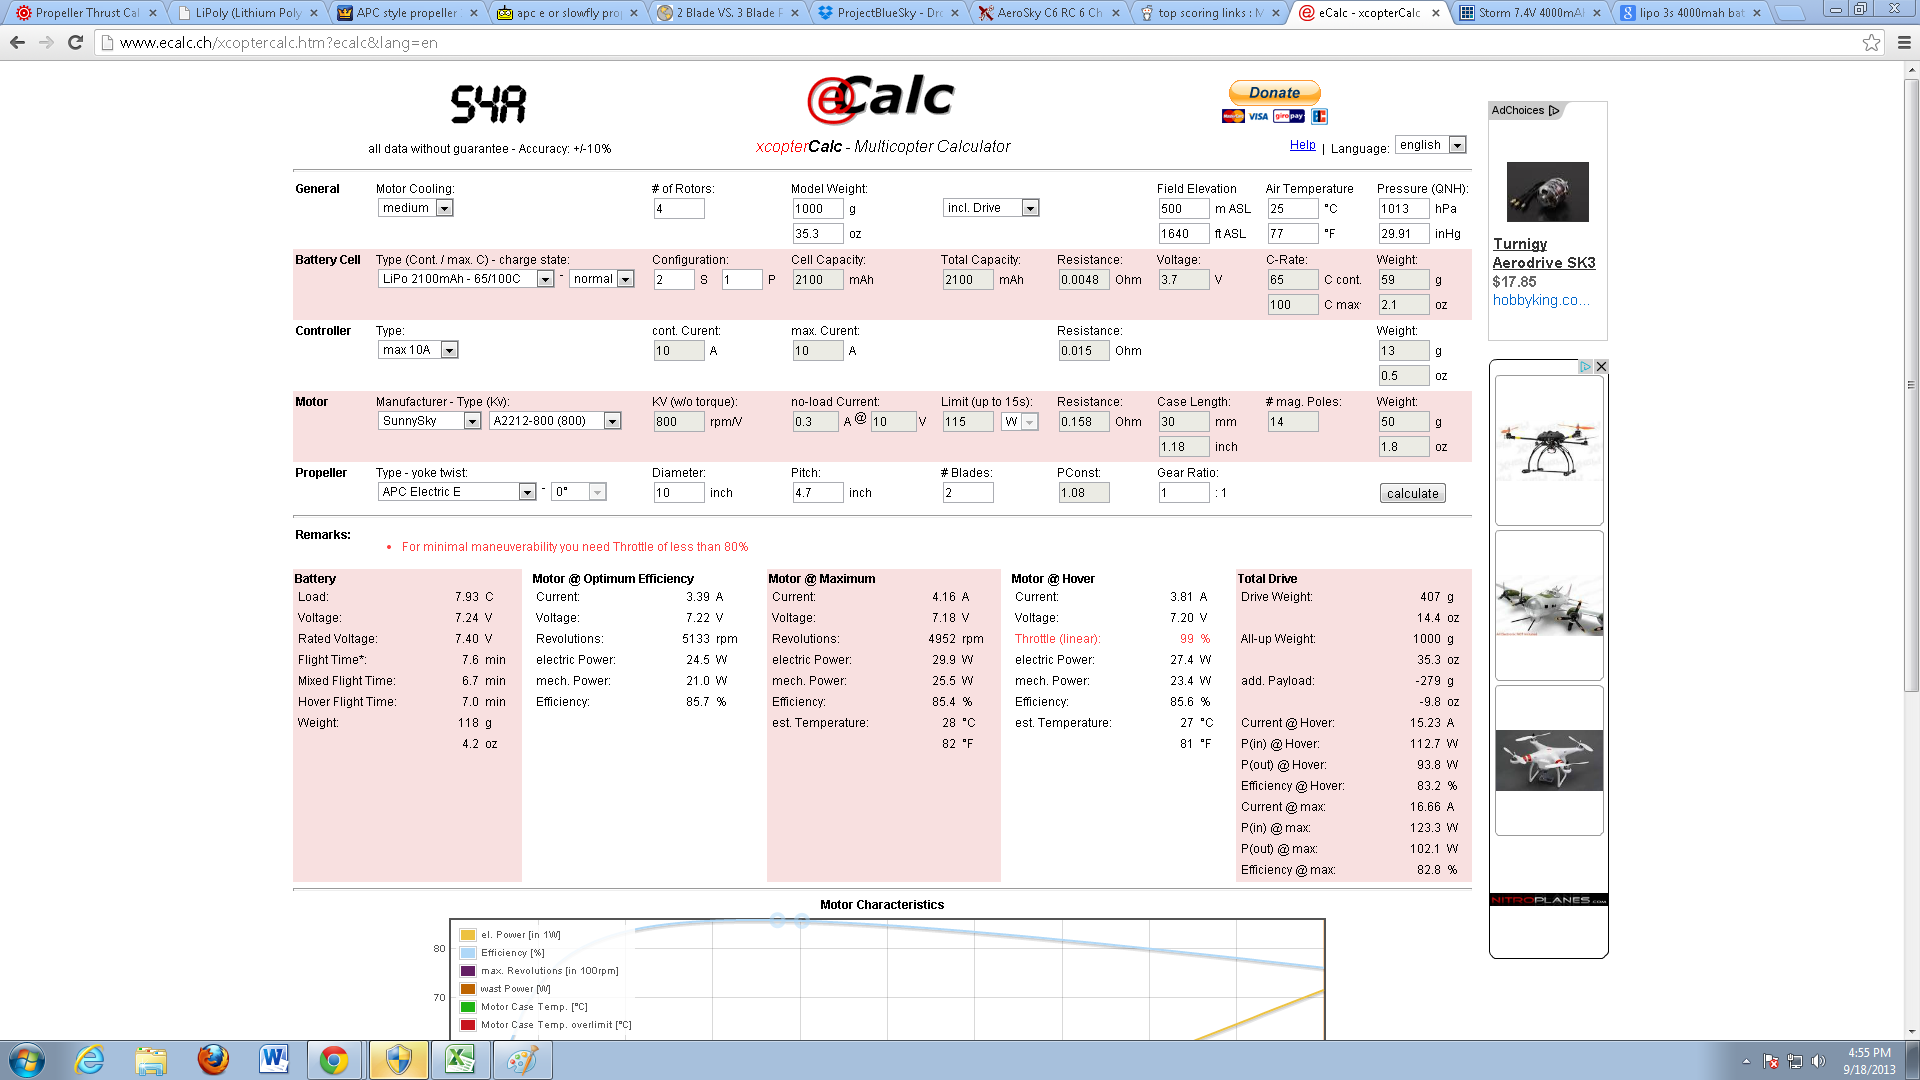 Propeller Thrust Cal
LiPoly (Lithium Poly
APC style propeller
apc e or slowfly pro
2 Blade VS. 3 Blade P
ProjectBlueSky - Dro
AeroSky C6 RC 6 Ch
top scoring links : M
eCalc - xcopterCalc
Storm 7.4V 4000mA
lipo 3s 4000mah bat
www.ecalc.ch/xcoptercalc.htm?ecalc&lang=en
S4A
eCalc
Donate
VISA giropay
all data without guarantee - Accuracy: +/-10%
xcopterCalc - Multicopter Calculator
Help | Language: english
General Motor Cooling: # of Rotors: Model Weight: Field Elevation Air Temperature Pressure (QNH):
medium 4 1000 g incl. Drive 500 m ASL 25 °C 1013 hPa
35.3 oz 1640 ft ASL 77 °F 29.91 inHg
Battery Cell Type (Cont. / max. C) - charge state: Configuration: Cell Capacity: Total Capacity: Resistance: Voltage: C-Rate: Weight:
LiPo 2100mAh - 65/100C - normal 2 S 1 P 2100 mAh 2100 mAh 0.0048 Ohm 3.7 V 65 C cont. 59 g
100 C max 2.1 oz
Controller Type: cont. Curent: max. Curent: Resistance: Weight:
max 10A 10 A 10 A 0.015 Ohm 13 g
0.5 oz
Motor Manufacturer - Type (Kv): KV (w/o torque): no-load Current: Limit (up to 15s): Resistance: Case Length: # mag. Poles: Weight:
SunnySky A2212-800 (800) 800 rpm/V 0.3 A @ 10 V 115 W 0.158 Ohm 30 mm 14 50 g
1.18 inch 1.8 oz
Propeller Type - yoke twist: Diameter: Pitch: # Blades: PConst: Gear Ratio:
APC Electric E - 0° 10 inch 4.7 inch 2 1.08 1 : 1 calculate
Remarks:
• For minimal maneuverability you need Throttle of less than 80%
Battery
Load: 7.93 C
Voltage: 7.24 V
Rated Voltage: 7.40 V
Flight Time*: 7.6 min
Mixed Flight Time: 6.7 min
Hover Flight Time: 7.0 min
Weight: 118 g
4.2 oz
Motor @ Optimum Efficiency
Current: 3.39 A
Voltage: 7.22 V
Revolutions: 5133 rpm
electric Power: 24.5 W
mech. Power: 21.0 W
Efficiency: 85.7 %
Motor @ Maximum
Current: 4.16 A
Voltage: 7.18 V
Revolutions: 4952 rpm
electric Power: 29.9 W
mech. Power: 25.5 W
Efficiency: 85.4 %
est. Temperature: 28 °C
82 °F
Motor @ Hover
Current: 3.81 A
Voltage: 7.20 V
Throttle (linear): 99 %
electric Power: 27.4 W
mech. Power: 23.4 W
Efficiency: 85.6 %
est. Temperature: 27 °C
81 °F
Total Drive
Drive Weight: 407 g
14.4 oz
All-up Weight: 1000 g
35.3 oz
add. Payload: -279 g
-9.8 oz
Current @ Hover: 15.23 A
P(in) @ Hover: 112.7 W
P(out) @ Hover: 93.8 W
Efficiency @ Hover: 83.2 %
Current @ max: 16.66 A
P(in) @ max: 123.3 W
P(out) @ max: 102.1 W
Efficiency @ max: 82.8 %
Motor Characteristics
80
70
el. Power [in 1W]
Efficiency [%]
max. Revolutions [in 100rpm]
wast Power [W]
Motor Case Temp. [°C]
Motor Case Temp. overlimit [°C]
AdChoices
Turnigy
Aerodrive SK3
$17.85
hobbyking.co...
NITROPLANES.COM
4:55 PM
9/18/2013